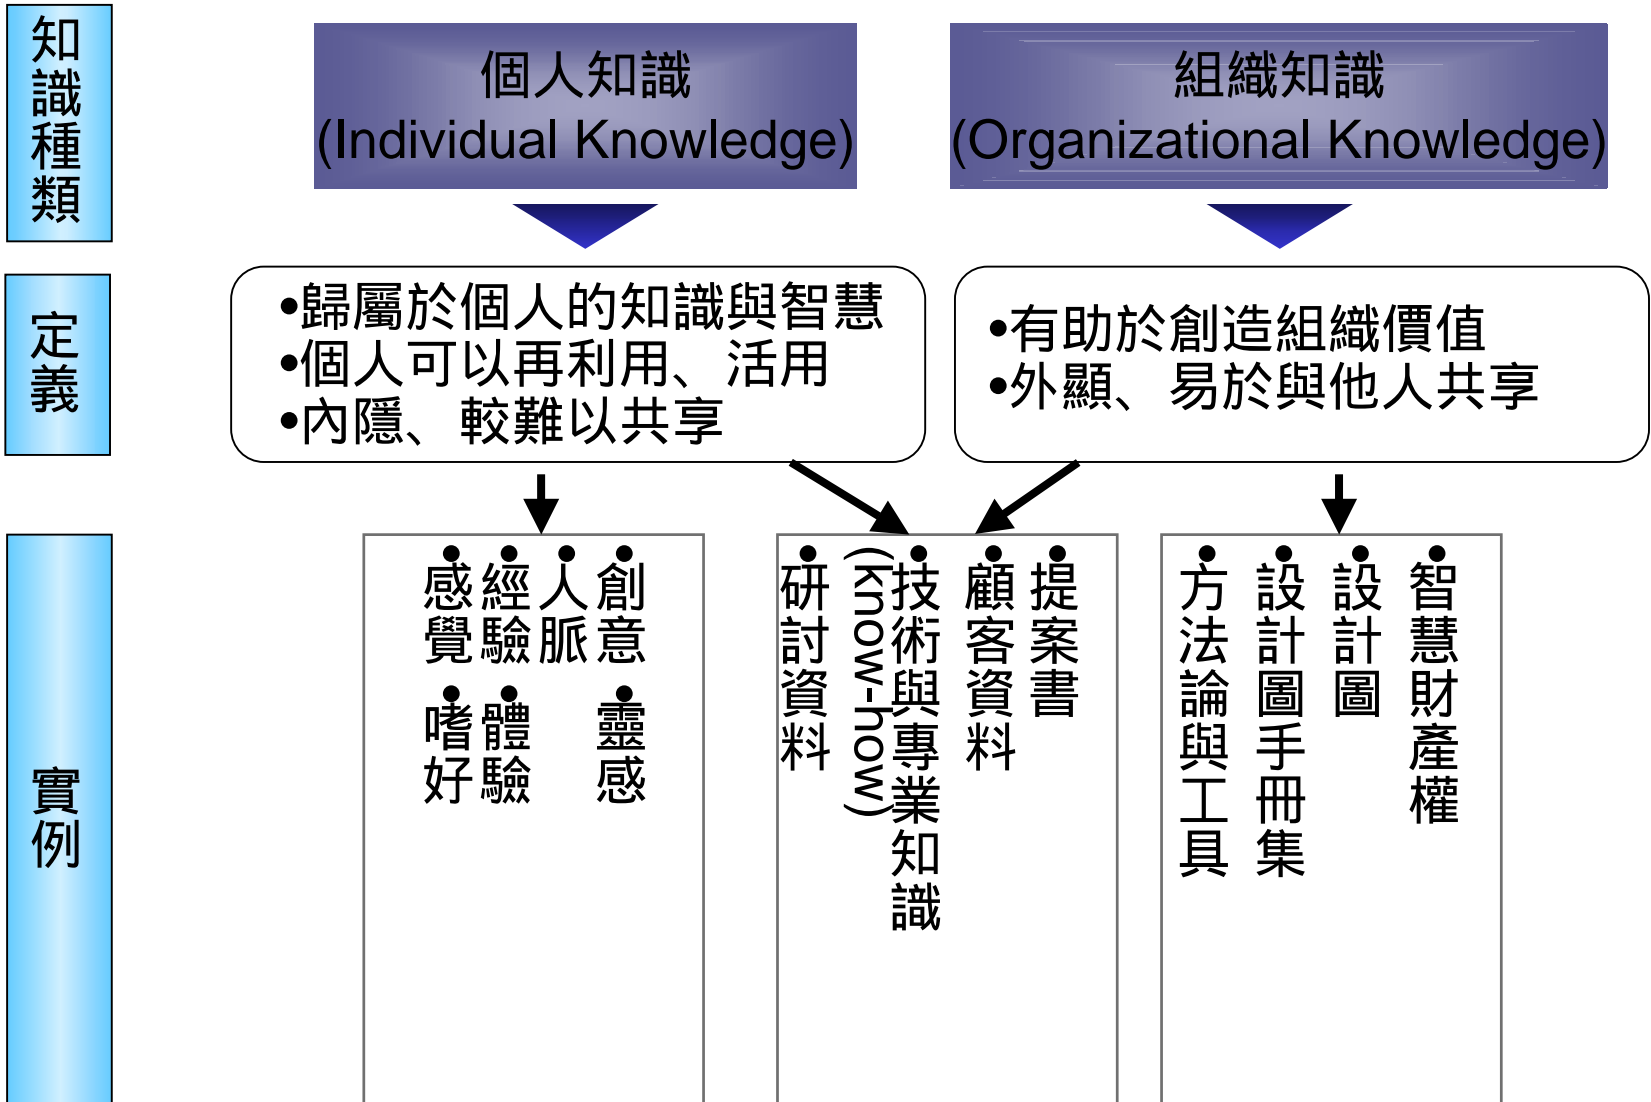 知識種類
個人知識
(Individual Knowledge)
組織知識
(Organizational Knowledge)
定義
•歸屬於個人的知識與智慧
•個人可以再利用、活用
•內隱、較難以共享
•有助於創造組織價值
•外顯、易於與他人共享
實例
•創意
•靈感
•人脈
•經驗
•體驗
•感覺
•嗜好
•提案書
•顧客資料
•技術與專業知識
(know-how)
•研討資料
•智慧財產權
•設計圖
•設計圖手冊集
•方法論與工具